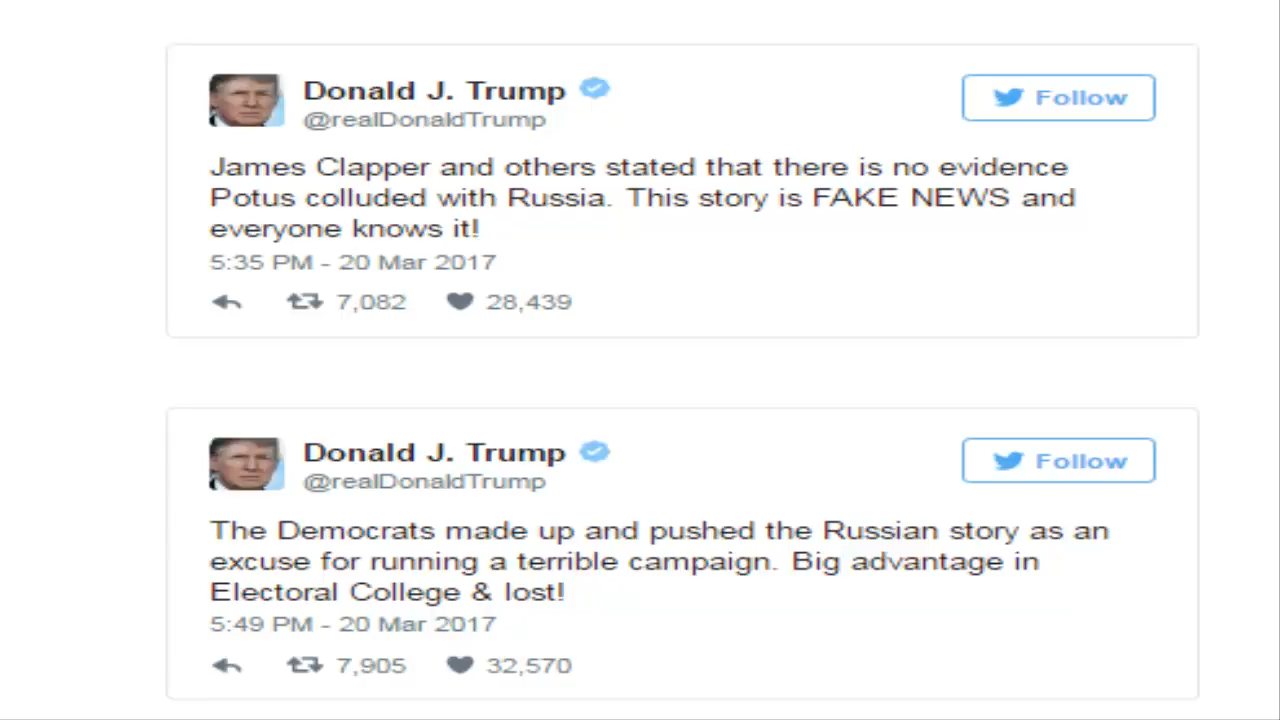 Donald J. Trump
Follow
@realDonaldTrump
James Clapper and others stated that there is no evidence
Potus colluded with Russia. This story is FAKE NEWS and
everyone knows it!
5:35 PM - 20 Mar 2017
7,082 28,439
Donald J. Trump
Follow
@realDonaldTrump
The Democrats made up and pushed the Russian story as an
excuse for running a terrible campaign. Big advantage in
Electoral College & lost!
5:49 PM - 20 Mar 2017
7,905 32,570